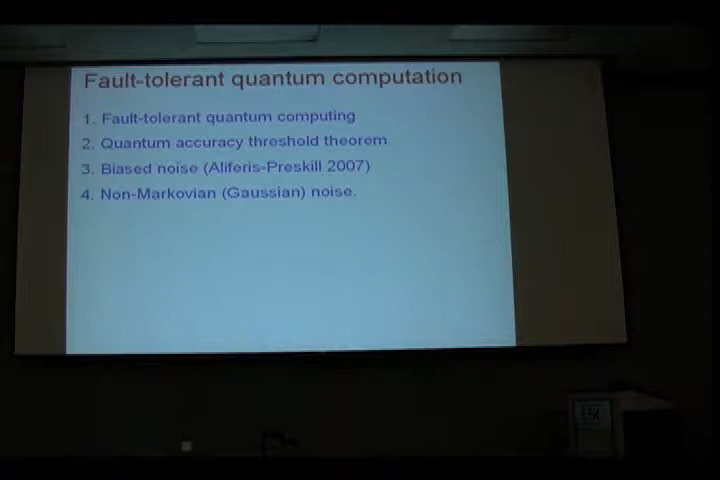 Fault-tolerant quantum computation
1. Fault-tolerant quantum computing
2. Quantum accuracy threshold theorem
3. Biased noise (Aliferis-Preskill 2007)
4. Non-Markovian (Gaussian) noise.